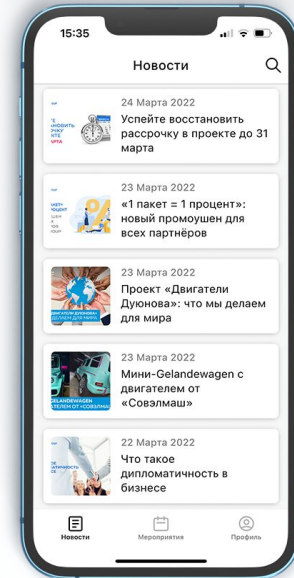 15:35
Новости
24 Марта 2022
Успейте восстановить
рассрочку в проекте до 31
марта
23 Марта 2022
«1 пакет = 1 процент»:
новый промоушен для
всех партнёров
23 Марта 2022
Проект «Двигатели
Дуюнова»: что мы делаем
для мира
23 Марта 2022
Мини-Gelandewagen с
двигателем от
«Совэлмаш»
GELANDEWAGEN
22 Марта 2022
Что такое
дипломатичность в
бизнесе
Новости
Мероприятия
Профиль